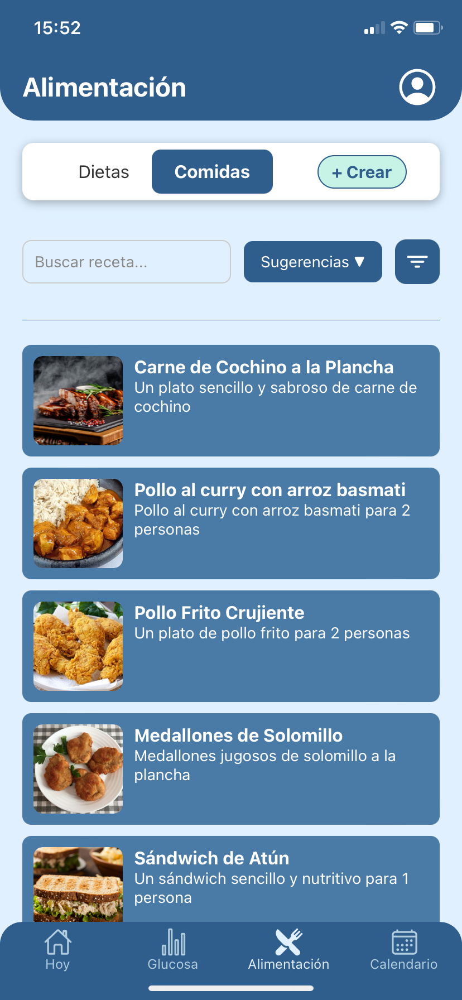 15:52
Alimentación
Dietas
Comidas
+ Crear
Buscar receta...
Sugerencias ▼
Carne de Cochino a la Plancha
Un plato sencillo y sabroso de carne de
cochino
Pollo al curry con arroz basmati
Pollo al curry con arroz basmati para 2
personas
Pollo Frito Crujiente
Un plato de pollo frito para 2 personas
Medallones de Solomillo
Medallones jugosos de solomillo a la
plancha
Sándwich de Atún
Un sándwich sencillo y nutritivo para 1
persona
Hoy
Glucosa
Alimentación
Calendario